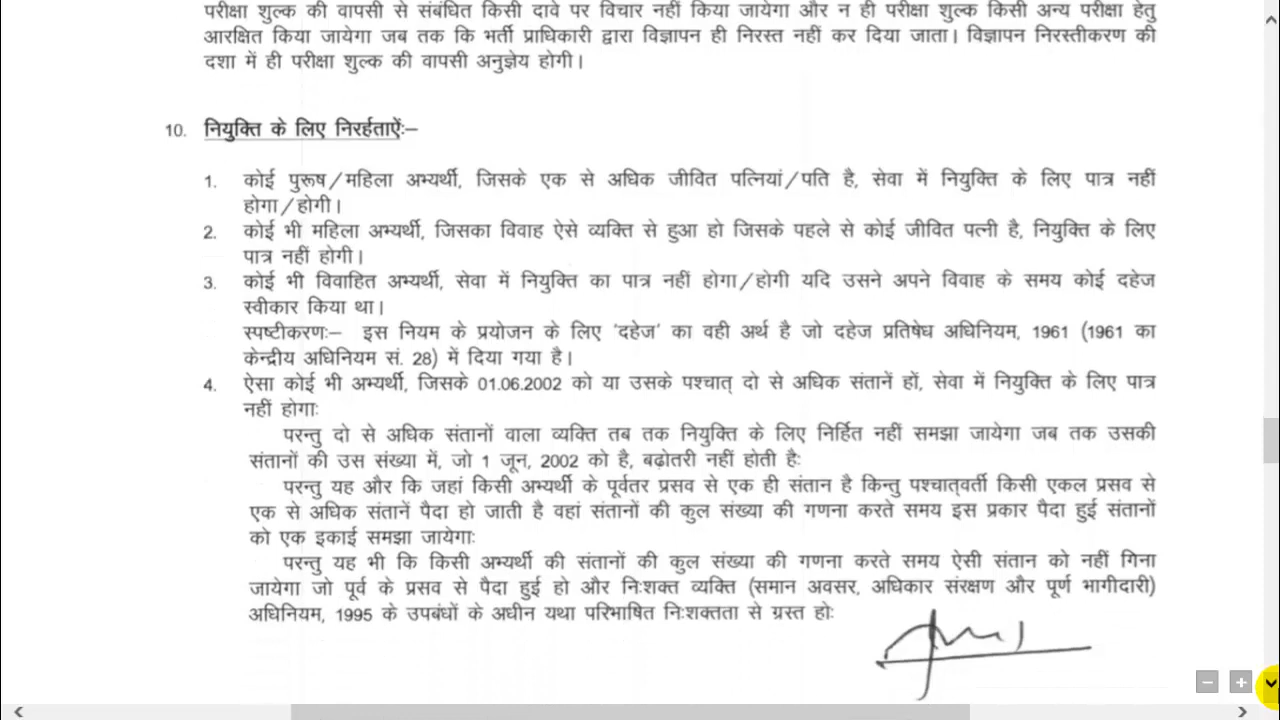 परीक्षा शुल्क की वापसी से संबंधित किसी दावे पर विचार नहीं किया जायेगा और न ही परीक्षा शुल्क किसी अन्य परीक्षा हेतु
आरक्षित किया जायेगा जब तक कि भर्ती प्राधिकारी द्वारा विज्ञापन ही निरस्त नहीं कर दिया जाता। विज्ञापन निरस्तीकरण की
दशा में ही परीक्षा शुल्क की वापसी अनुज्ञेय होगी।
10. नियुक्ति के लिए निरर्हताऐंः–
1. कोई पुरूष/महिला अभ्यर्थी, जिसके एक से अधिक जीवित पत्नियां/पति है, सेवा में नियुक्ति के लिए पात्र नहीं
होगा/होगी।
2. कोई भी महिला अभ्यर्थी, जिसका विवाह ऐसे व्यक्ति से हुआ हो जिसके पहले से कोई जीवित पत्नी है, नियुक्ति के लिए
पात्र नहीं होगी।
3. कोई भी विवाहित अभ्यर्थी, सेवा में नियुक्ति का पात्र नहीं होगा/होगी यदि उसने अपने विवाह के समय कोई दहेज
स्वीकार किया था।
स्पष्टीकरणः– इस नियम के प्रयोजन के लिए 'दहेज' का वही अर्थ है जो दहेज प्रतिषेध अधिनियम, 1961 (1961 का
केन्द्रीय अधिनियम सं. 28) में दिया गया है।
4. ऐसा कोई भी अभ्यर्थी, जिसके 01.06.2002 को या उसके पश्चात् दो से अधिक संतानें हों, सेवा में नियुक्ति के लिए पात्र
नहीं होगाः
परन्तु दो से अधिक संतानों वाला व्यक्ति तब तक नियुक्ति के लिए निर्हित नहीं समझा जायेगा जब तक उसकी
संतानों की उस संख्या में, जो 1 जून, 2002 को है, बढ़ोतरी नहीं होती हैः
परन्तु यह और कि जहां किसी अभ्यर्थी के पूर्वतर प्रसव से एक ही संतान है किन्तु पश्चात्वर्ती किसी एकल प्रसव से
एक से अधिक संतानें पैदा हो जाती है वहां संतानों की कुल संख्या की गणना करते समय इस प्रकार पैदा हुई संतानों
को एक इकाई समझा जायेगाः
परन्तु यह भी कि किसी अभ्यर्थी की संतानों की कुल संख्या की गणना करते समय ऐसी संतान को नहीं गिना
जायेगा जो पूर्व के प्रसव से पैदा हुई हो और निःशक्त व्यक्ति (समान अवसर, अधिकार संरक्षण और पूर्ण भागीदारी)
अधिनियम, 1995 के उपबंधों के अधीन यथा परिभाषित निःशक्तता से ग्रस्त होः